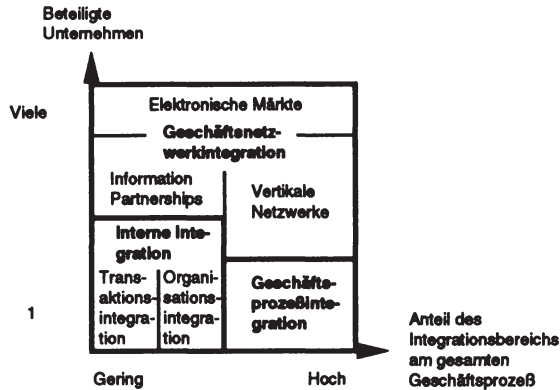 Beteiligte
Unternehmen
Viele
Elektronische Märkte
Geschäftsnetz-
werkintegration
Information
Partnerships
Vertikale
Netzwerke
Interne Inte-
gration
Trans-
aktions-
integra-
tion
Organi-
sations-
integra-
tion
Geschäfts-
prozeßinte-
gration
1
Anteil des
Integrationsbereichs
am gesamten
Geschäftsprozeß
Gering
Hoch